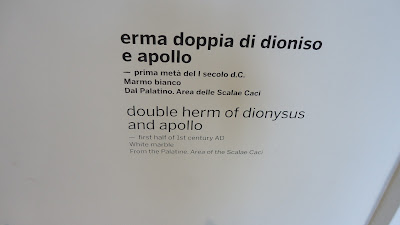 erma doppia di dioniso
e apollo
— prima metà del I secolo d.C.
Marmo bianco
Dal Palatino, Area delle Scalae Caci
double herm of dionysus
and apollo
— first half of 1st century AD
White marble
From the Palatine, Area of the Scalae Caci